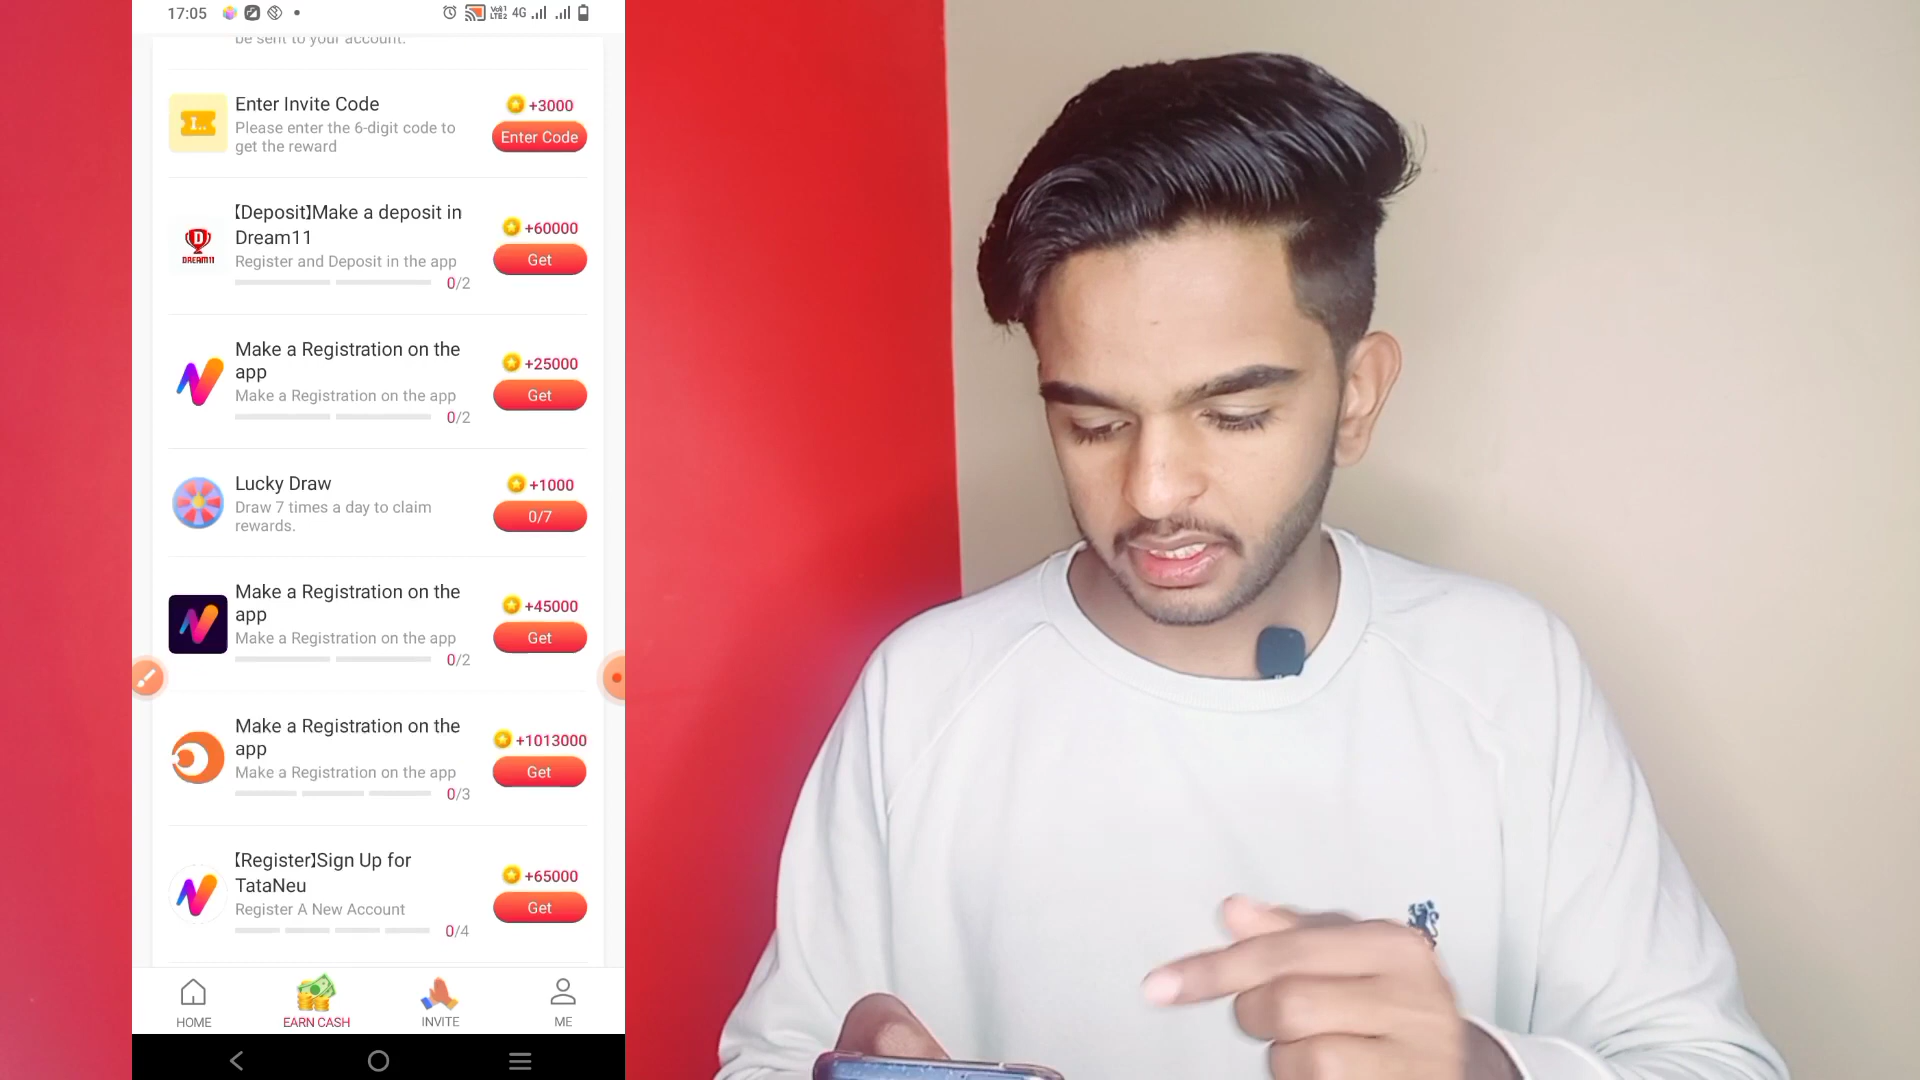 17:05
4G
be sent to your account.
Enter Invite Code
Please enter the 6-digit code to
get the reward
+3000
Enter Code
【Deposit】Make a deposit in
Dream11
Register and Deposit in the app
0/2
D
DREAM11
+60000
Get
Make a Registration on the
app
Make a Registration on the app
0/2
+25000
Get
Lucky Draw
Draw 7 times a day to claim
rewards.
+1000
0/7
Make a Registration on the
app
Make a Registration on the app
0/2
+45000
Get
Make a Registration on the
app
Make a Registration on the app
0/3
+1013000
Get
【Register】Sign Up for
TataNeu
Register A New Account
0/4
+65000
Get
HOME
EARN CASH
INVITE
ME